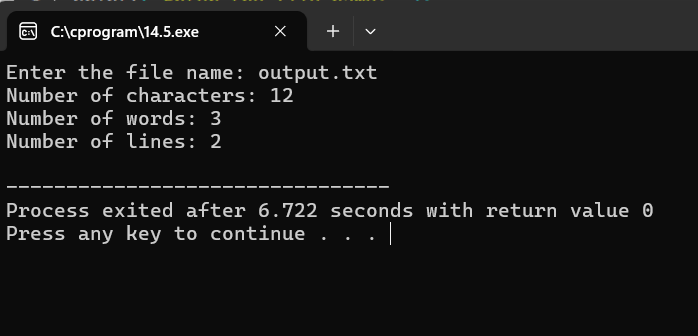 C:\cprogram\14.5.exe
Enter the file name: output.txt
Number of characters: 12
Number of words: 3
Number of lines: 2
--------------------------------
Process exited after 6.722 seconds with return value 0
Press any key to continue . . .